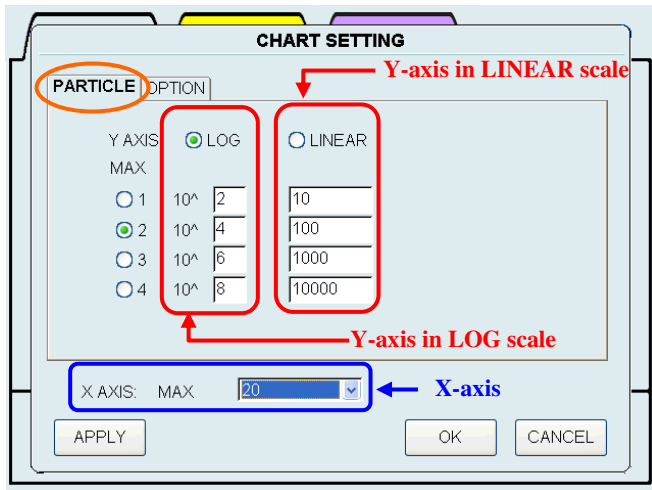 CHART SETTING
Y-axis in LINEAR scale
PARTICLE OPTION
Y AXIS LOG LINEAR
MAX
1 10^ 2 10
2 10^ 4 100
3 10^ 6 1000
4 10^ 8 10000
Y-axis in LOG scale
X AXIS: MAX 20 X-axis
APPLY OK CANCEL